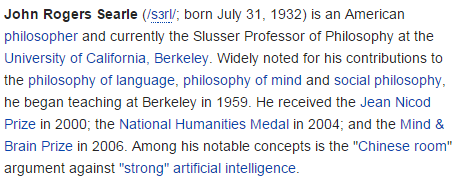 John Rogers Searle (/sɜrl/; born July 31, 1932) is an American
philosopher and currently the Slusser Professor of Philosophy at the
University of California, Berkeley. Widely noted for his contributions to
the philosophy of language, philosophy of mind and social philosophy,
he began teaching at Berkeley in 1959. He received the Jean Nicod
Prize in 2000; the National Humanities Medal in 2004; and the Mind &
Brain Prize in 2006. Among his notable concepts is the "Chinese room"
argument against "strong" artificial intelligence.